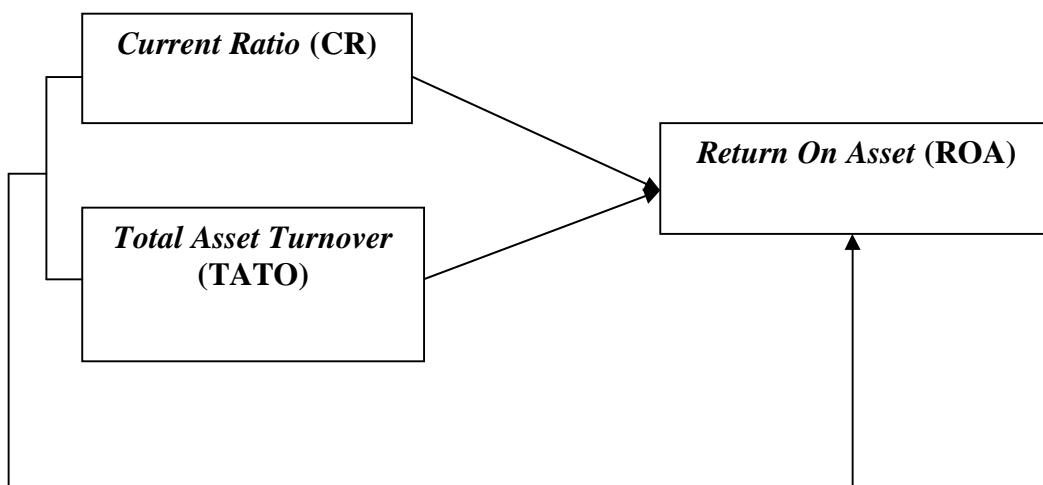 Current Ratio (CR)
Return On Asset (ROA)
Total Asset Turnover
(TATO)